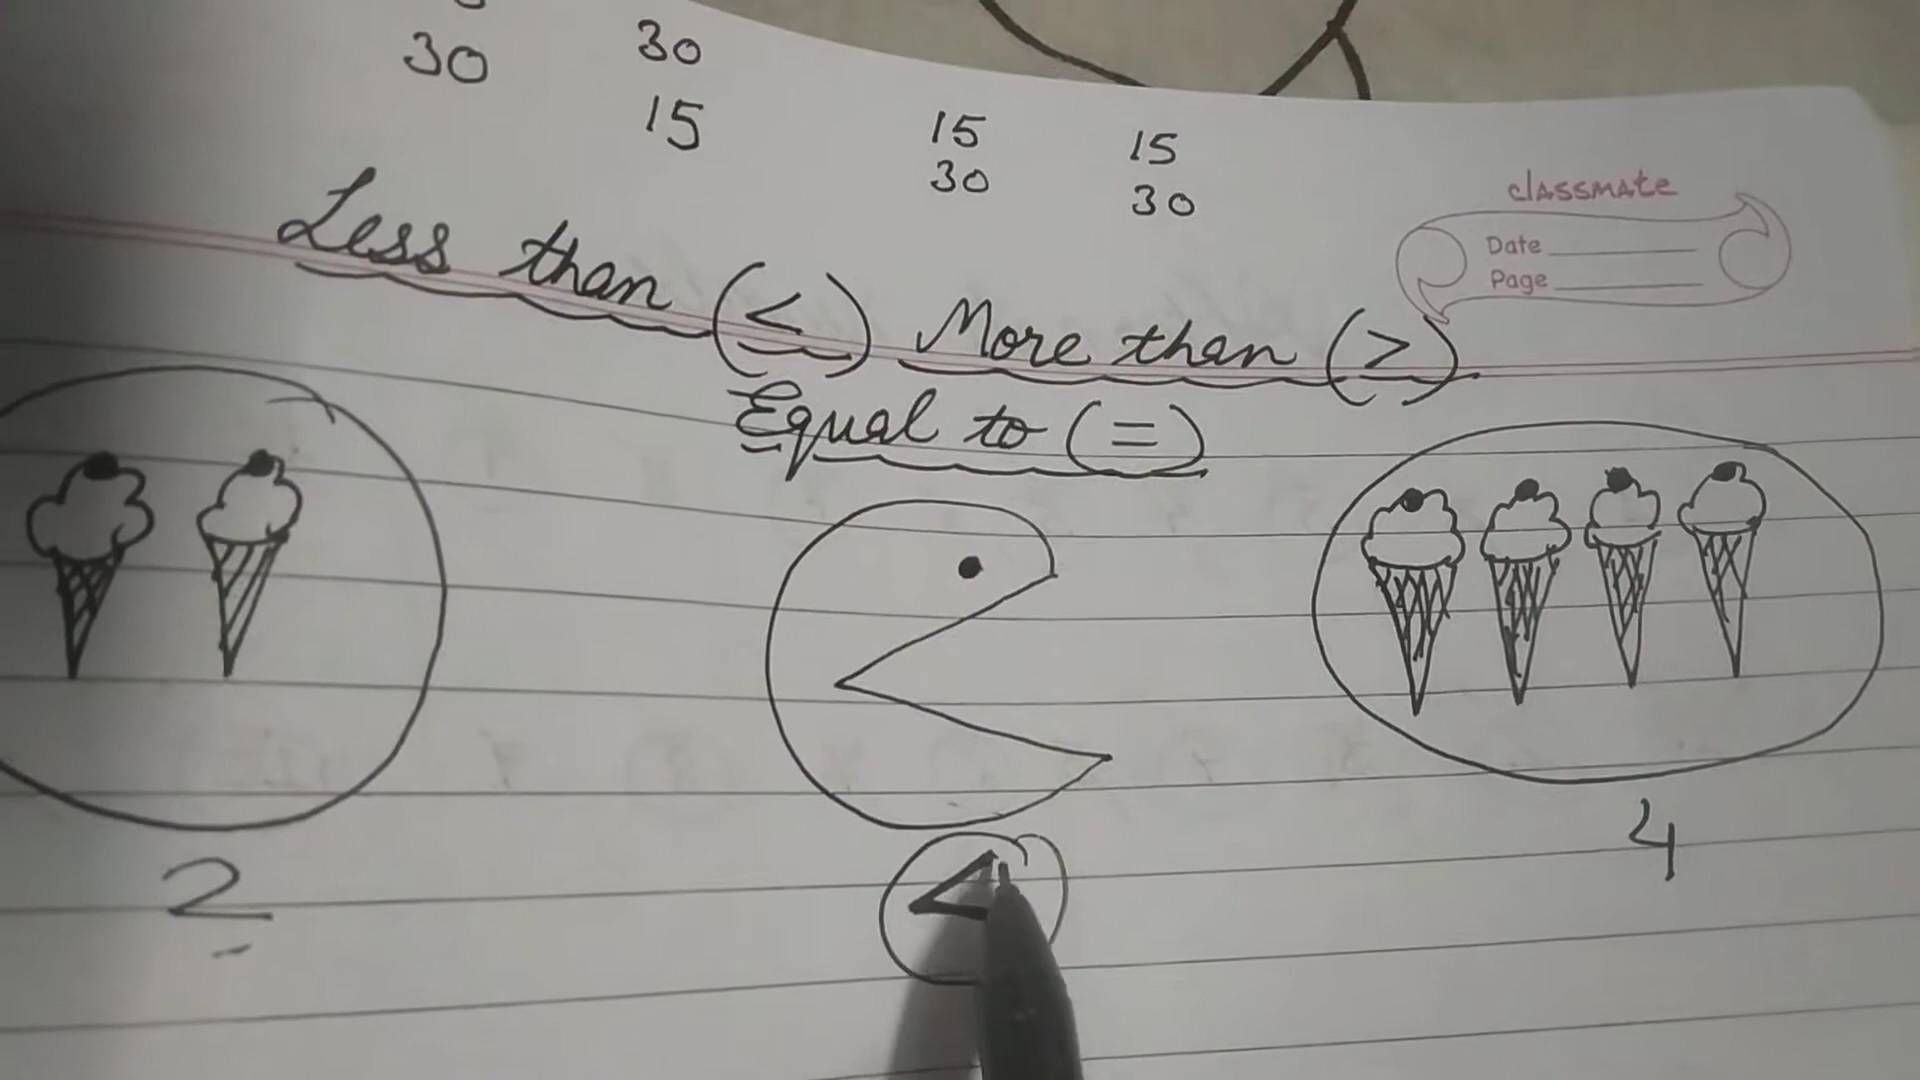 30 30
15 15 15
30 30
classmate
Date
Page
Less than (<) More than (>)
Equal to (=)
2 < 4